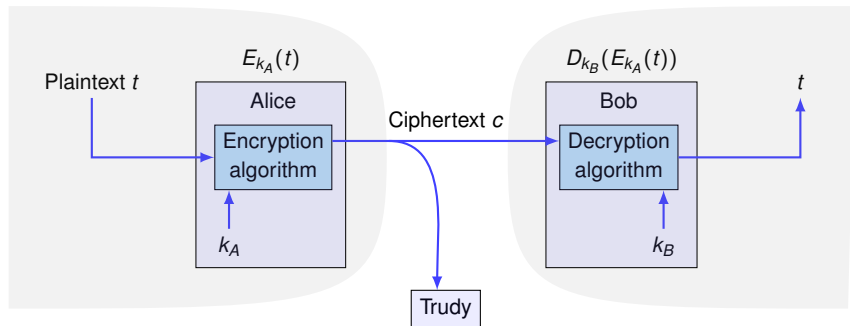 E_{k_A}(t)
D_{k_B}(E_{k_A}(t))
Plaintext t
Alice
Bob
t
Ciphertext c
Encryption
algorithm
Decryption
algorithm
k_A
k_B
Trudy